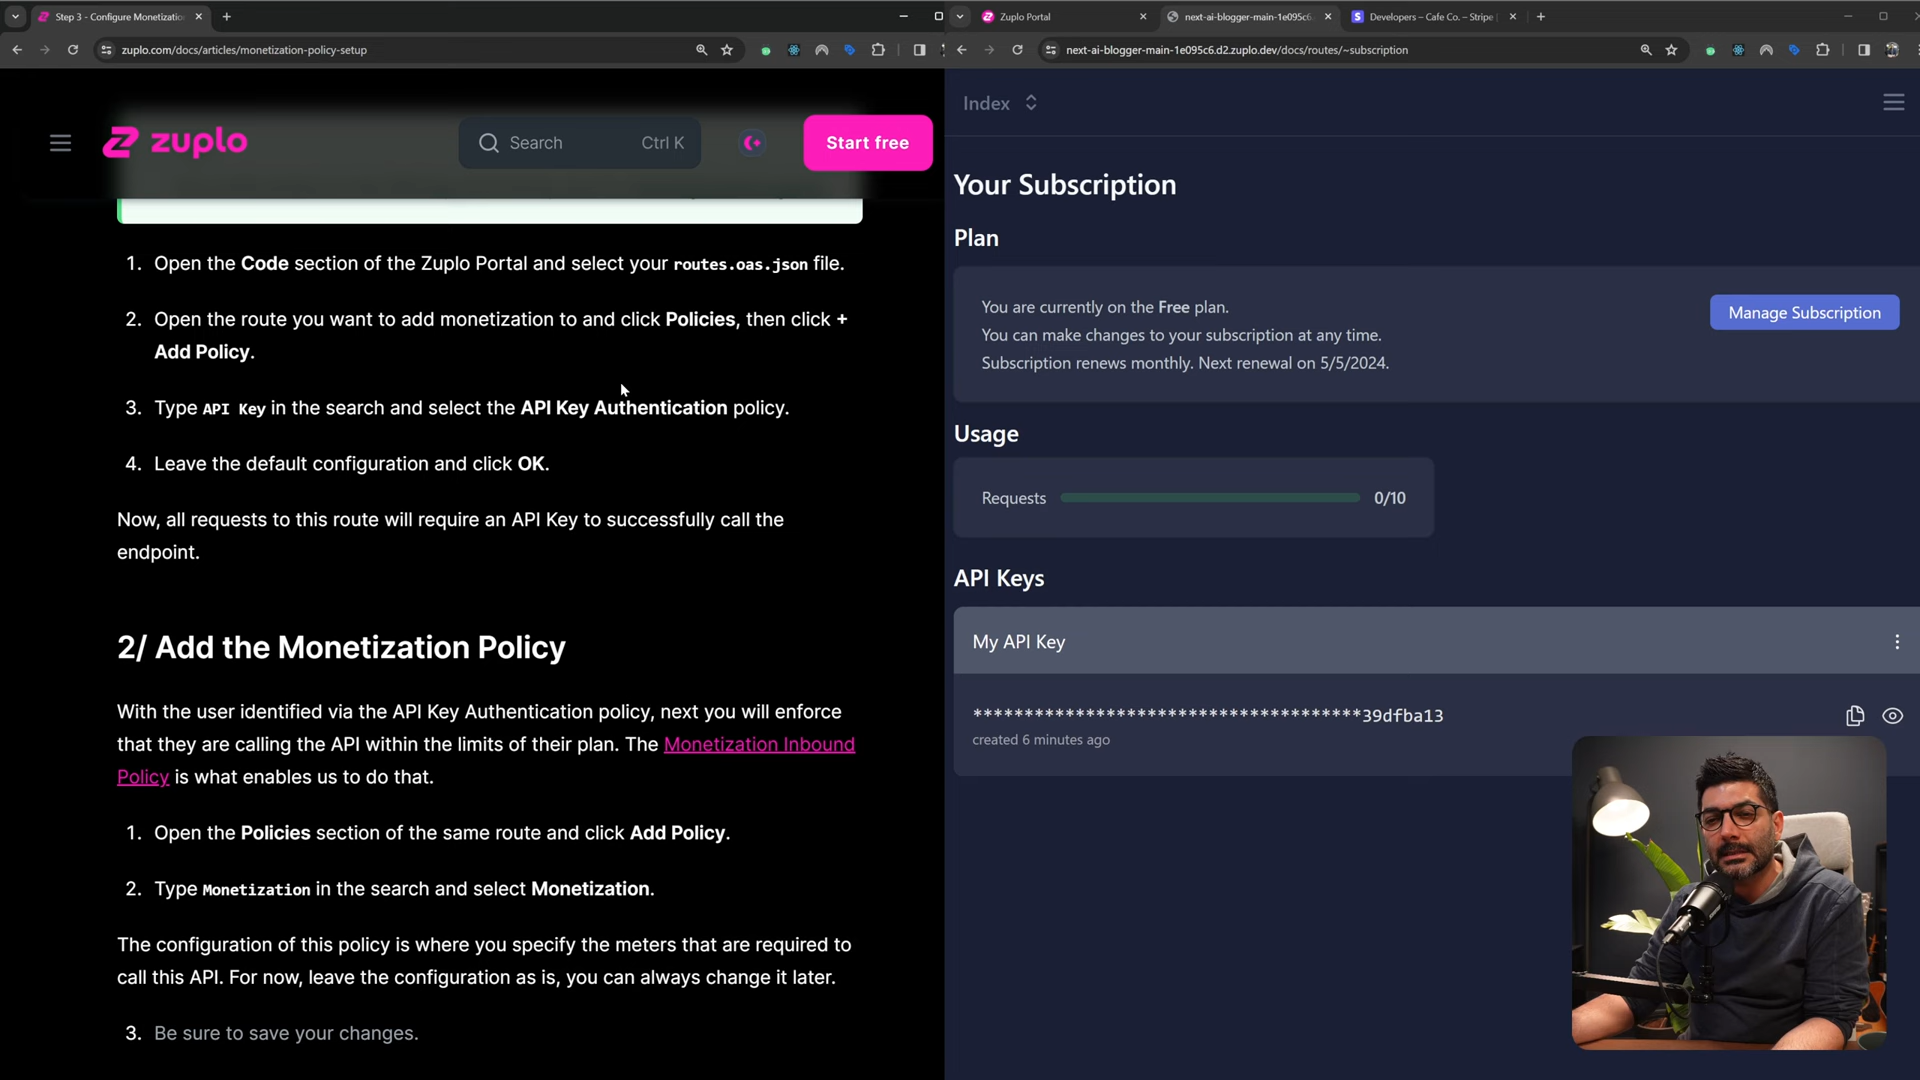 Step 3 - Configure Monetizatio
zuplo.com/docs/articles/monetization-policy-setup
zuplo
Search
Ctrl K
Start free
1. Open the Code section of the Zuplo Portal and select your routes.oas.json file.
2. Open the route you want to add monetization to and click Policies, then click +
Add Policy.
3. Type API Key in the search and select the API Key Authentication policy.
4. Leave the default configuration and click OK.
Now, all requests to this route will require an API Key to successfully call the
endpoint.
2/ Add the Monetization Policy
With the user identified via the API Key Authentication policy, next you will enforce
that they are calling the API within the limits of their plan. The Monetization Inbound
Policy is what enables us to do that.
1. Open the Policies section of the same route and click Add Policy.
2. Type Monetization in the search and select Monetization.
The configuration of this policy is where you specify the meters that are required to
call this API. For now, leave the configuration as is, you can always change it later.
3. Be sure to save your changes.
Zuplo Portal
next-ai-blogger-main-1e095c6.
Developers – Cafe Co. – Stripe
next-ai-blogger-main-1e095c6.d2.zuplo.dev/docs/routes/~subscription
Index
Your Subscription
Plan
You are currently on the Free plan.
You can make changes to your subscription at any time.
Subscription renews monthly. Next renewal on 5/5/2024.
Manage Subscription
Usage
Requests
0/10
API Keys
My API Key
**************************************39dfba13
created 6 minutes ago